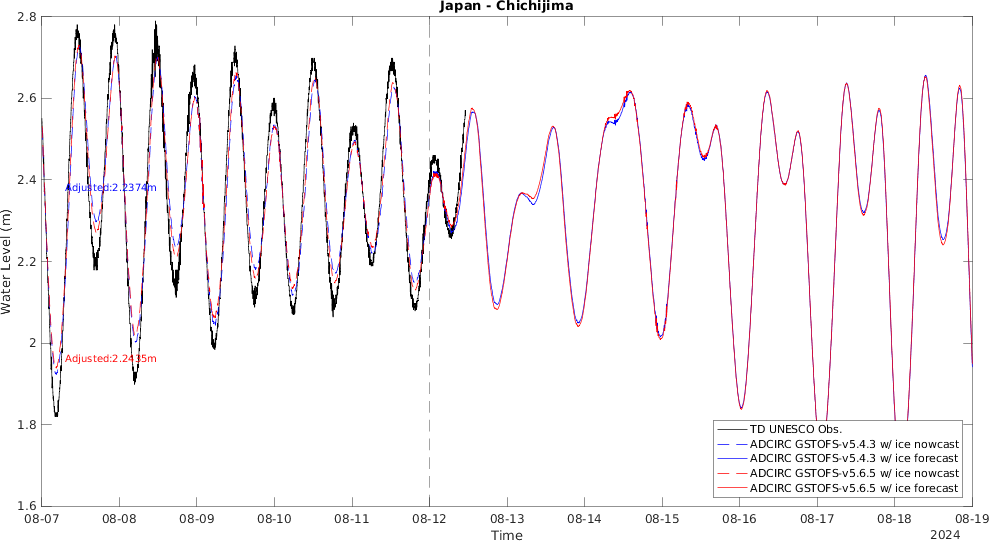 Japan - Chichijima
2.8
2.6
2.4
2.2
2
1.8
1.6
Water Level (m)
Adjusted:2.2374m
Adjusted:2.2435m
TD UNESCO Obs.
ADCIRC GSTOFS-v5.4.3 w/ ice nowcast
ADCIRC GSTOFS-v5.4.3 w/ ice forecast
ADCIRC GSTOFS-v5.6.5 w/ ice nowcast
ADCIRC GSTOFS-v5.6.5 w/ ice forecast
08-07 08-08 08-09 08-10 08-11 08-12 08-13 08-14 08-15 08-16 08-17 08-18 08-19
Time
2024